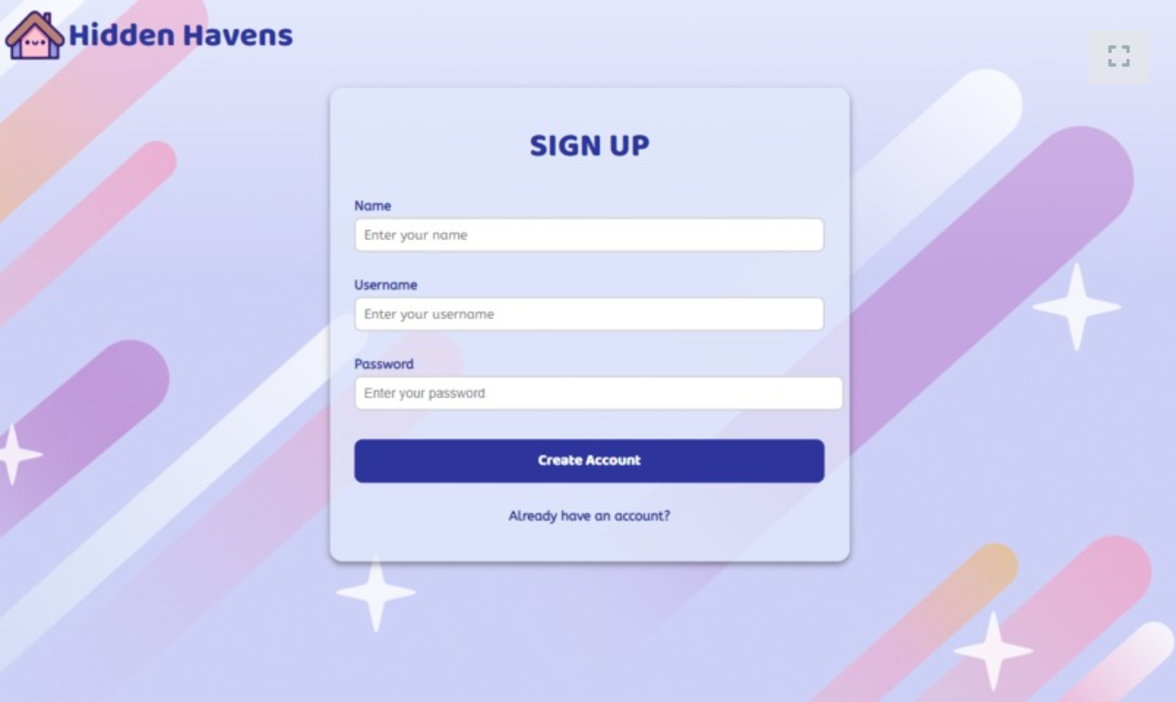 Hidden Havens
SIGN UP
Name
Enter your name
Username
Enter your username
Password
Enter your password
Create Account
Already have an account?